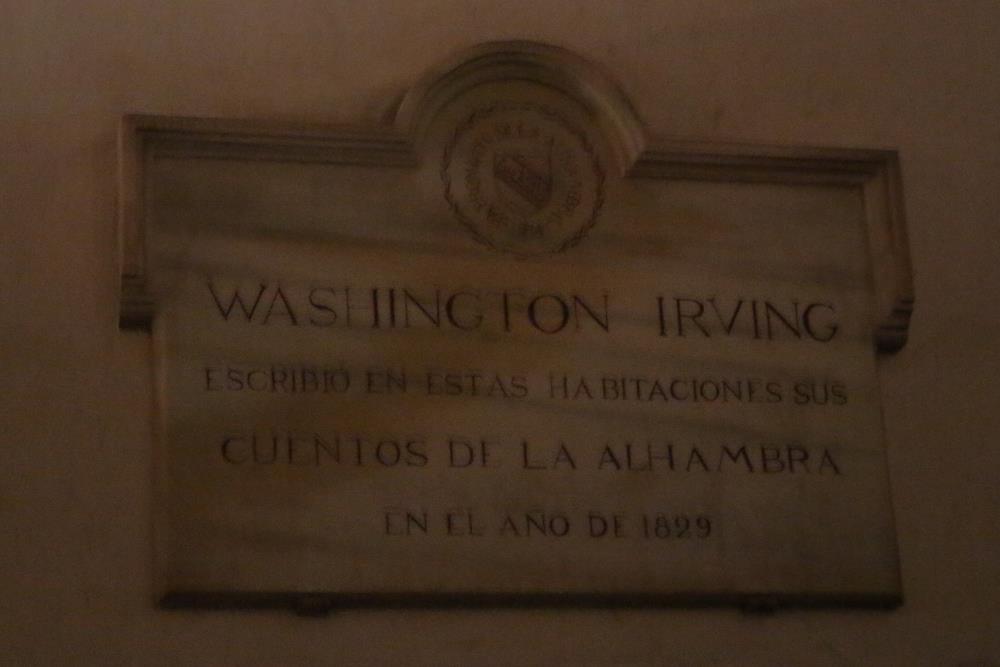 WASHINGTON IRVING
ESCRIBIÓ EN ESTAS HABITACIONES SUS
CUENTOS DE LA ALHAMBRA
EN EL AÑO DE 1829